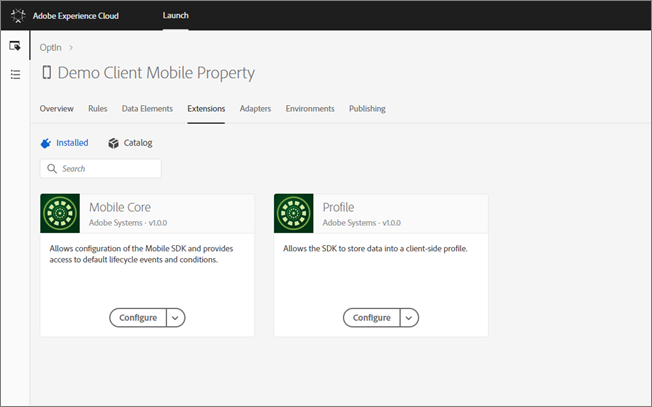 Adobe Experience Cloud
Launch
OptIn
Demo Client Mobile Property
Overview Rules Data Elements Extensions Adapters Environments Publishing
Installed Catalog
Search
Mobile Core
Adobe Systems - v1.0.0
Allows configuration of the Mobile SDK and provides
access to default lifecycle events and conditions.
Configure
Profile
Adobe Systems - v1.0.0
Allows the SDK to store data into a client-side profile.
Configure